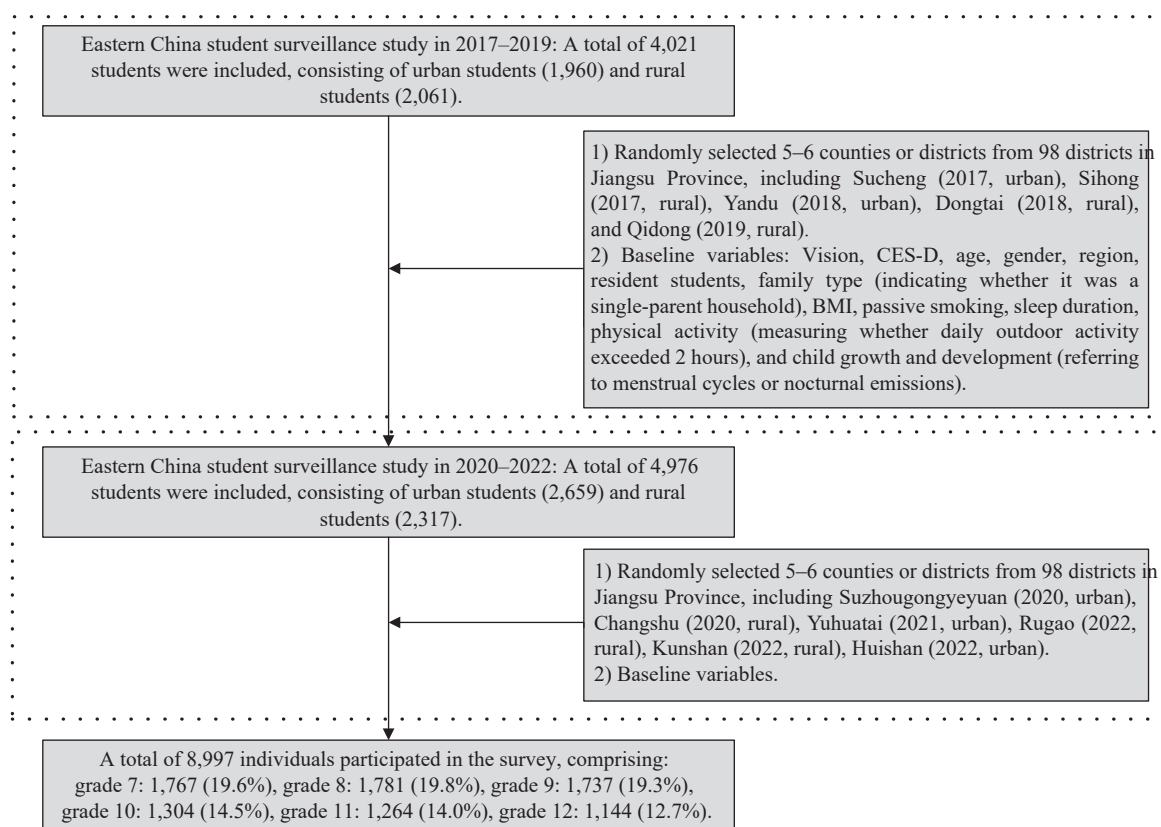 Eastern China student surveillance study in 2017–2019: A total of 4,021
students were included, consisting of urban students (1,960) and rural
students (2,061).
1) Randomly selected 5–6 counties or districts from 98 districts in
Jiangsu Province, including Sucheng (2017, urban), Sihong
(2017, rural), Yandu (2018, urban), Dongtai (2018, rural),
and Qidong (2019, rural).
2) Baseline variables: Vision, CES-D, age, gender, region,
resident students, family type (indicating whether it was a
single-parent household), BMI, passive smoking, sleep duration,
physical activity (measuring whether daily outdoor activity
exceeded 2 hours), and child growth and development (referring
to menstrual cycles or nocturnal emissions).
Eastern China student surveillance study in 2020–2022: A total of 4,976
students were included, consisting of urban students (2,659) and rural
students (2,317).
1) Randomly selected 5–6 counties or districts from 98 districts in
Jiangsu Province, including Suzhougongyeyuan (2020, urban),
Changshu (2020, rural), Yuhuatai (2021, urban), Rugao (2022,
rural), Kunshan (2022, rural), Huishan (2022, urban).
2) Baseline variables.
A total of 8,997 individuals participated in the survey, comprising:
grade 7: 1,767 (19.6%), grade 8: 1,781 (19.8%), grade 9: 1,737 (19.3%),
grade 10: 1,304 (14.5%), grade 11: 1,264 (14.0%), grade 12: 1,144 (12.7%).